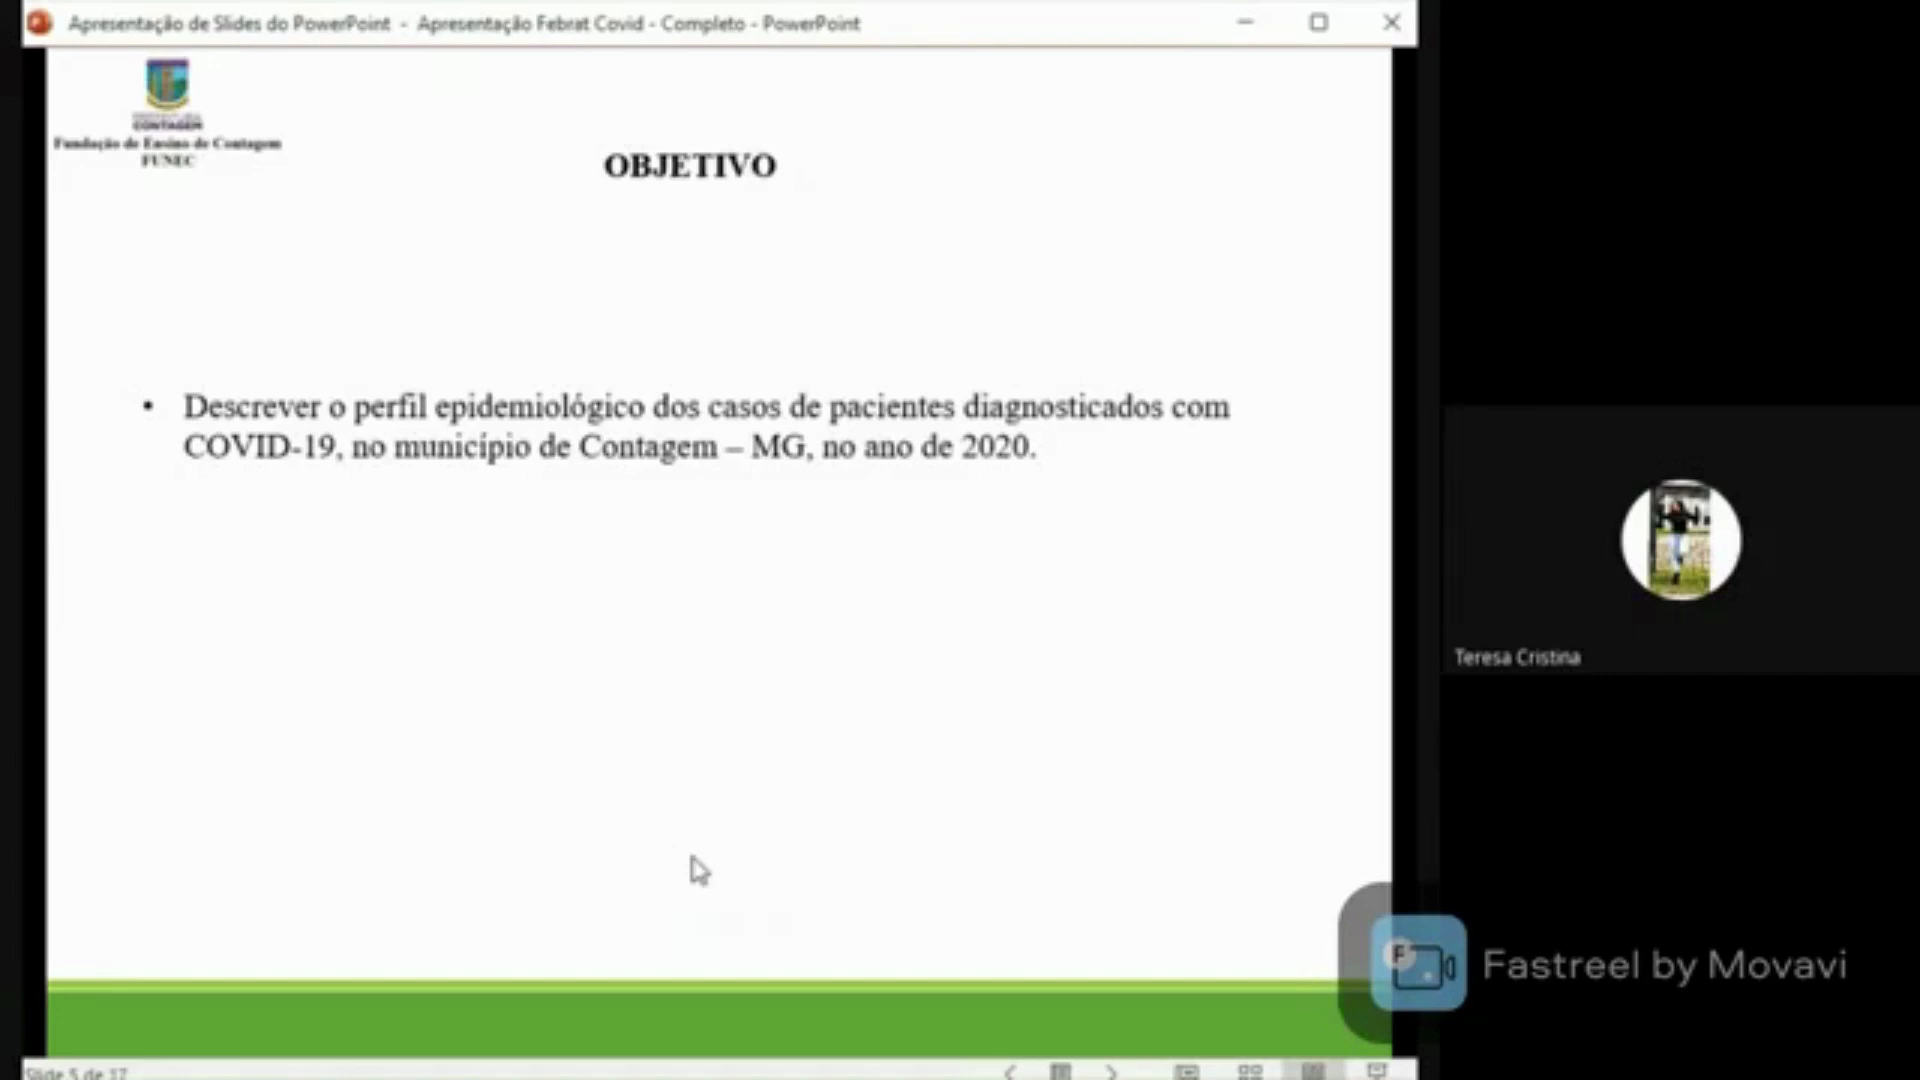 Apresentação de Slides do PowerPoint - Apresentação Febrat Covid - Completo - PowerPoint
CONTAGEM
Fundação de Ensino de Contagem
FUNEC
OBJETIVO
• Descrever o perfil epidemiológico dos casos de pacientes diagnosticados com
COVID-19, no município de Contagem – MG, no ano de 2020.
Teresa Cristina
Fastreel by Movavi
Slide 5 de 17